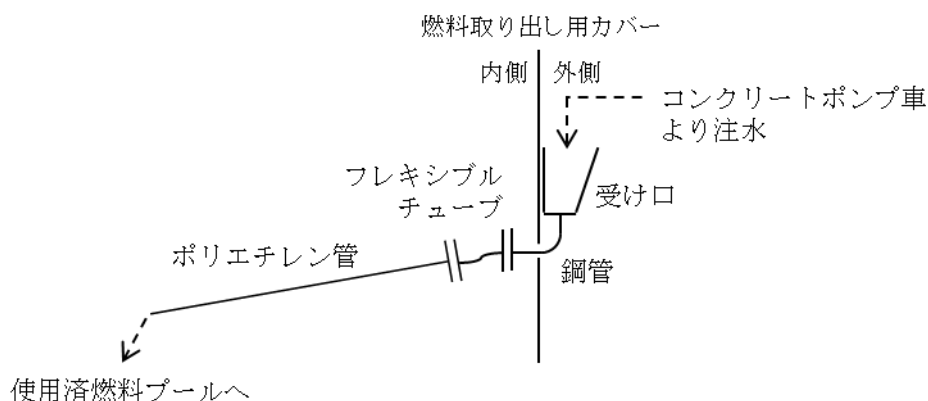 燃料取り出し用カバー
内側
外側
コンクリートポンプ車
より注水
フレキシブル
チューブ
受け口
ポリエチレン管
鋼管
使用済燃料プールへ